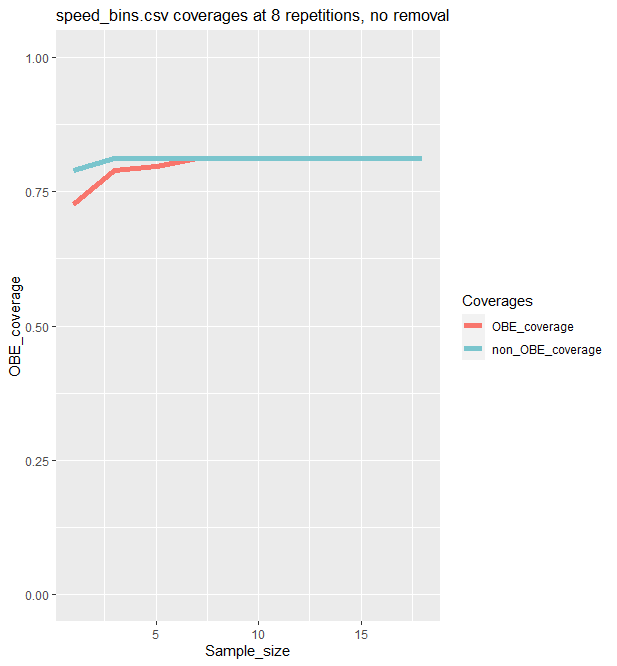 speed_bins.csv coverages at 8 repetitions, no removal
1.00
0.75
0.50
0.25
0.00
OBE_coverage
5
10
15
Sample_size
Coverages
OBE_coverage
non_OBE_coverage